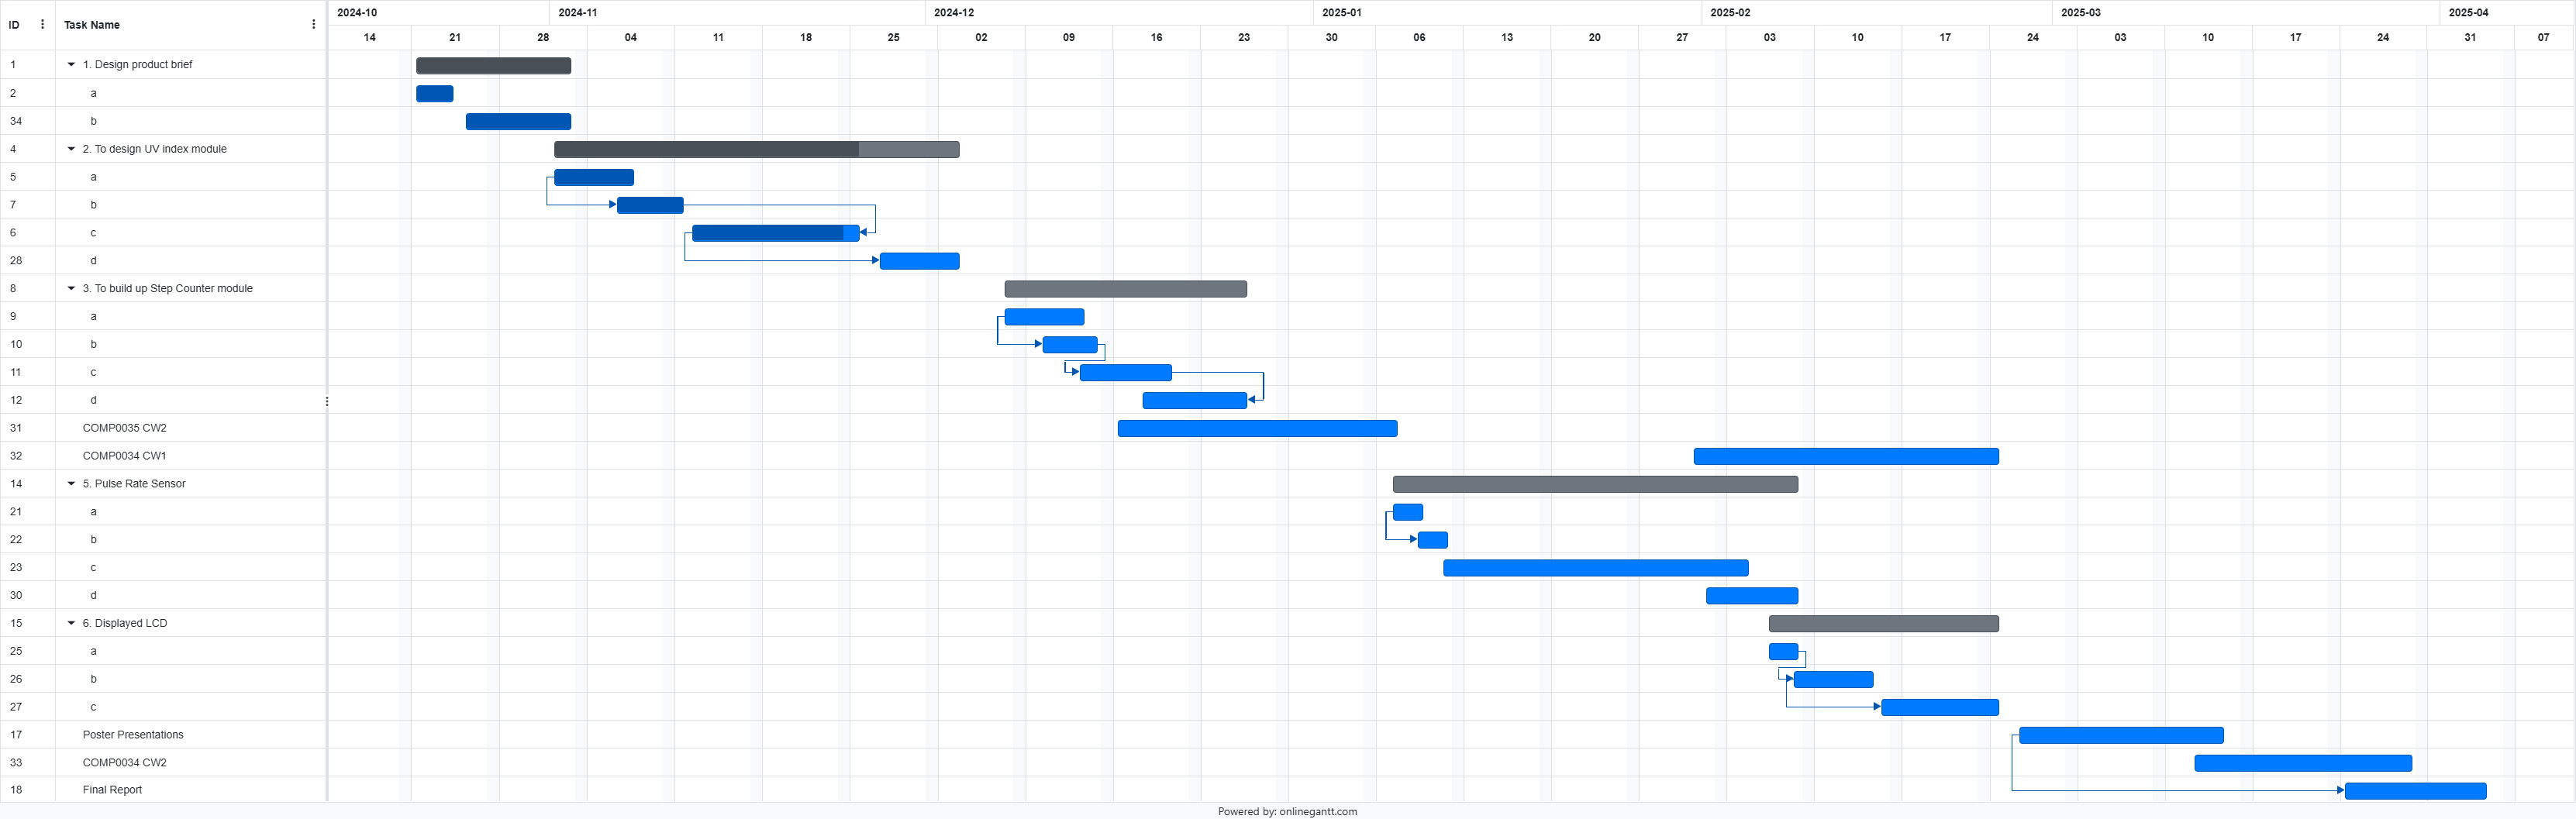 ID Task Name 2024-10 2024-11 2024-12 2025-01 2025-02 2025-03 2025-04
14 21 28 04 11 18 25 02 09 16 23 30 06 13 20 27 03 10 17 24 03 10 17 24 31 07
1 1. Design product brief
2 a
34 b
4 2. To design UV index module
5 a
7 b
6 c
28 d
8 3. To build up Step Counter module
9 a
10 b
11 c
12 d
31 COMP0035 CW2
32 COMP0034 CW1
14 5. Pulse Rate Sensor
21 a
22 b
23 c
30 d
15 6. Displayed LCD
25 a
26 b
27 c
17 Poster Presentations
33 COMP0034 CW2
18 Final Report
Powered by: onlinegantt.com